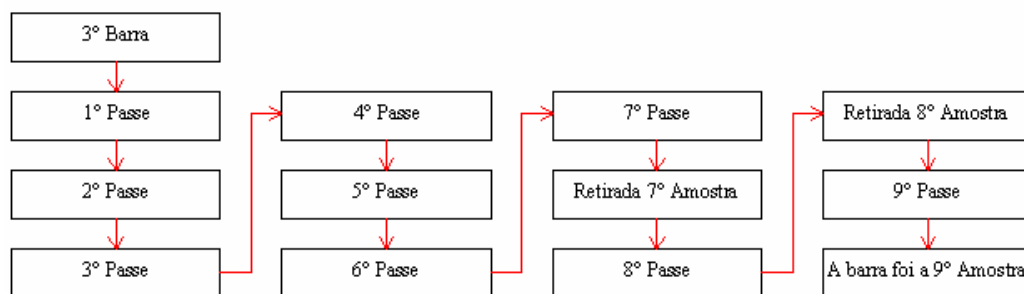 3° Barra
1° Passe
2° Passe
3° Passe
4° Passe
5° Passe
6° Passe
7° Passe
Retirada 7° Amostra
8° Passe
Retirada 8° Amostra
9° Passe
A barra foi a 9° Amostra